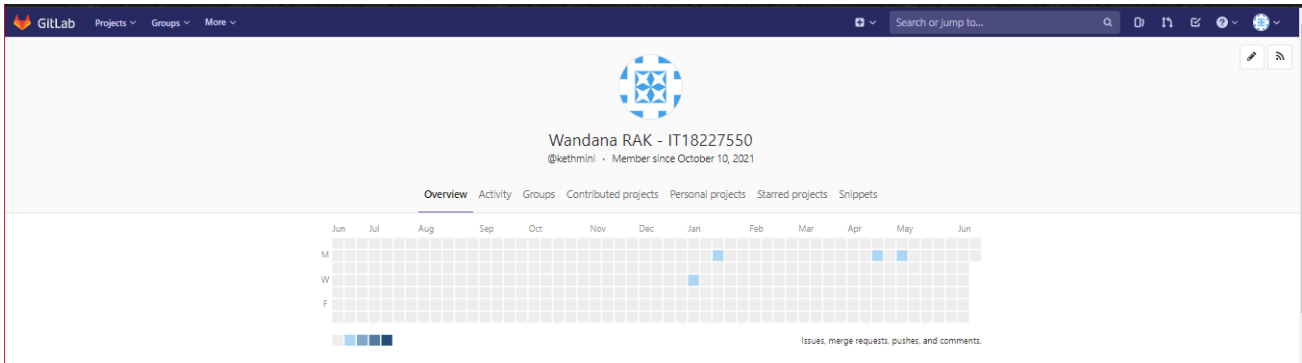 GitLab Projects Groups More Search or jump to...
Wandana RAK - IT18227550
@kethmini · Member since October 10, 2021
Overview Activity Groups Contributed projects Personal projects Starred projects Snippets
Jun Jul Aug Sep Oct Nov Dec Jan Feb Mar Apr May Jun
M
W
F
Issues, merge requests, pushes, and comments.